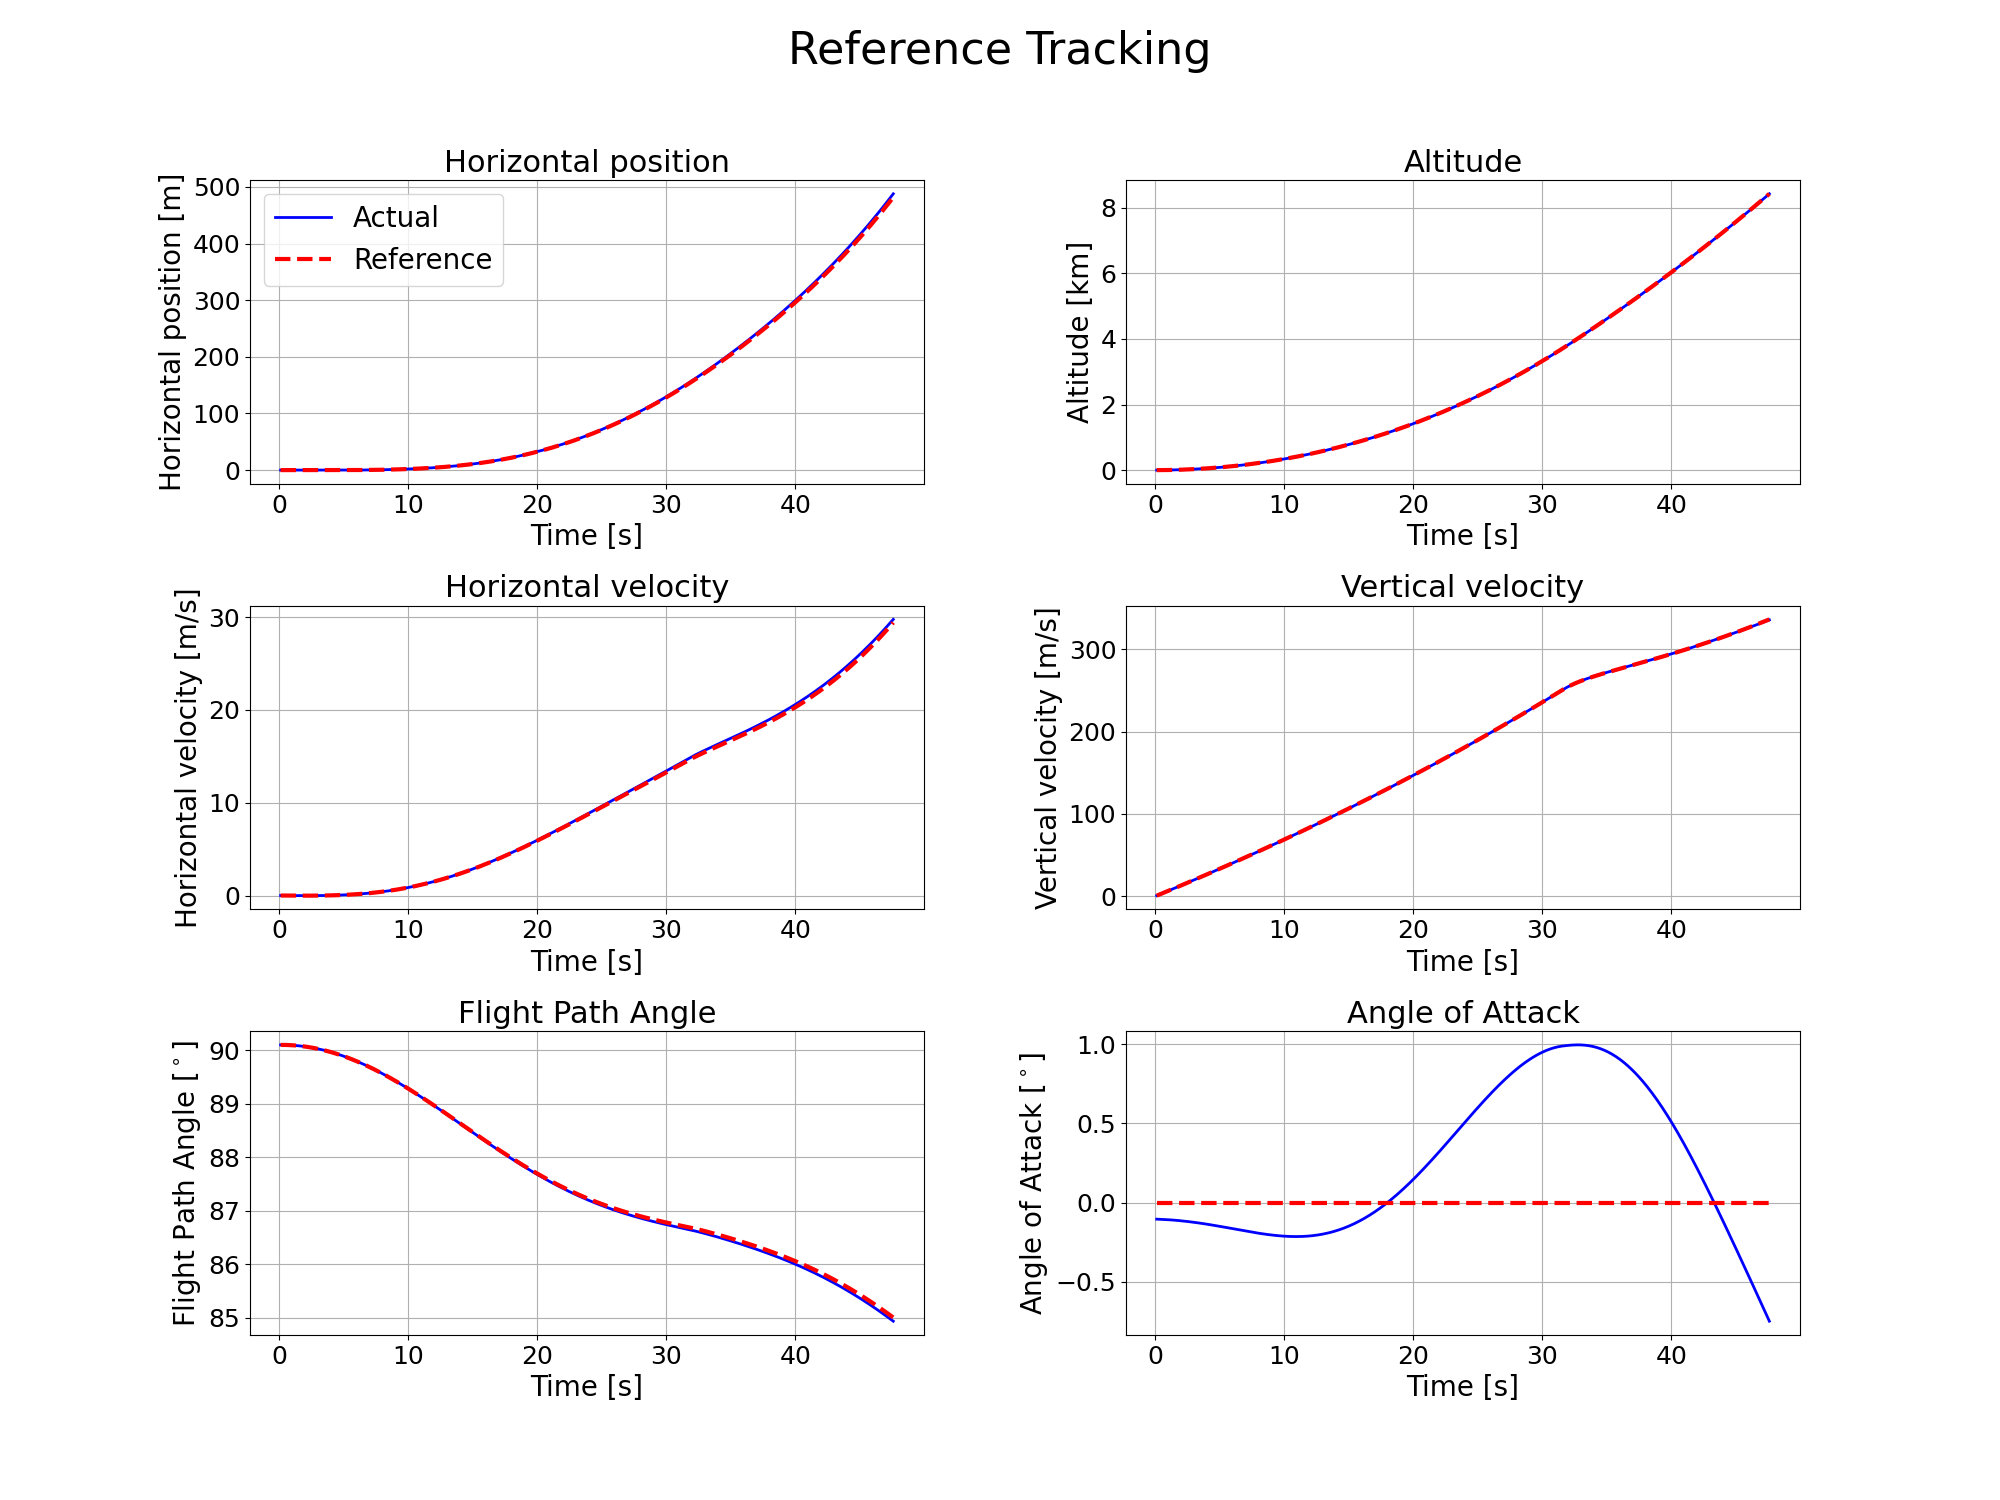 Reference Tracking
Horizontal position
Horizontal position [m]
500
400
300
200
100
0
Actual
Reference
0 10 20 30 40
Time [s]
Altitude
Altitude [km]
8
6
4
2
0
0 10 20 30 40
Time [s]
Horizontal velocity
Horizontal velocity [m/s]
30
20
10
0
0 10 20 30 40
Time [s]
Vertical velocity
Vertical velocity [m/s]
300
200
100
0
0 10 20 30 40
Time [s]
Flight Path Angle
Flight Path Angle [°]
90
89
88
87
86
85
0 10 20 30 40
Time [s]
Angle of Attack
Angle of Attack [°]
1.0
0.5
0.0
−0.5
0 10 20 30 40
Time [s]